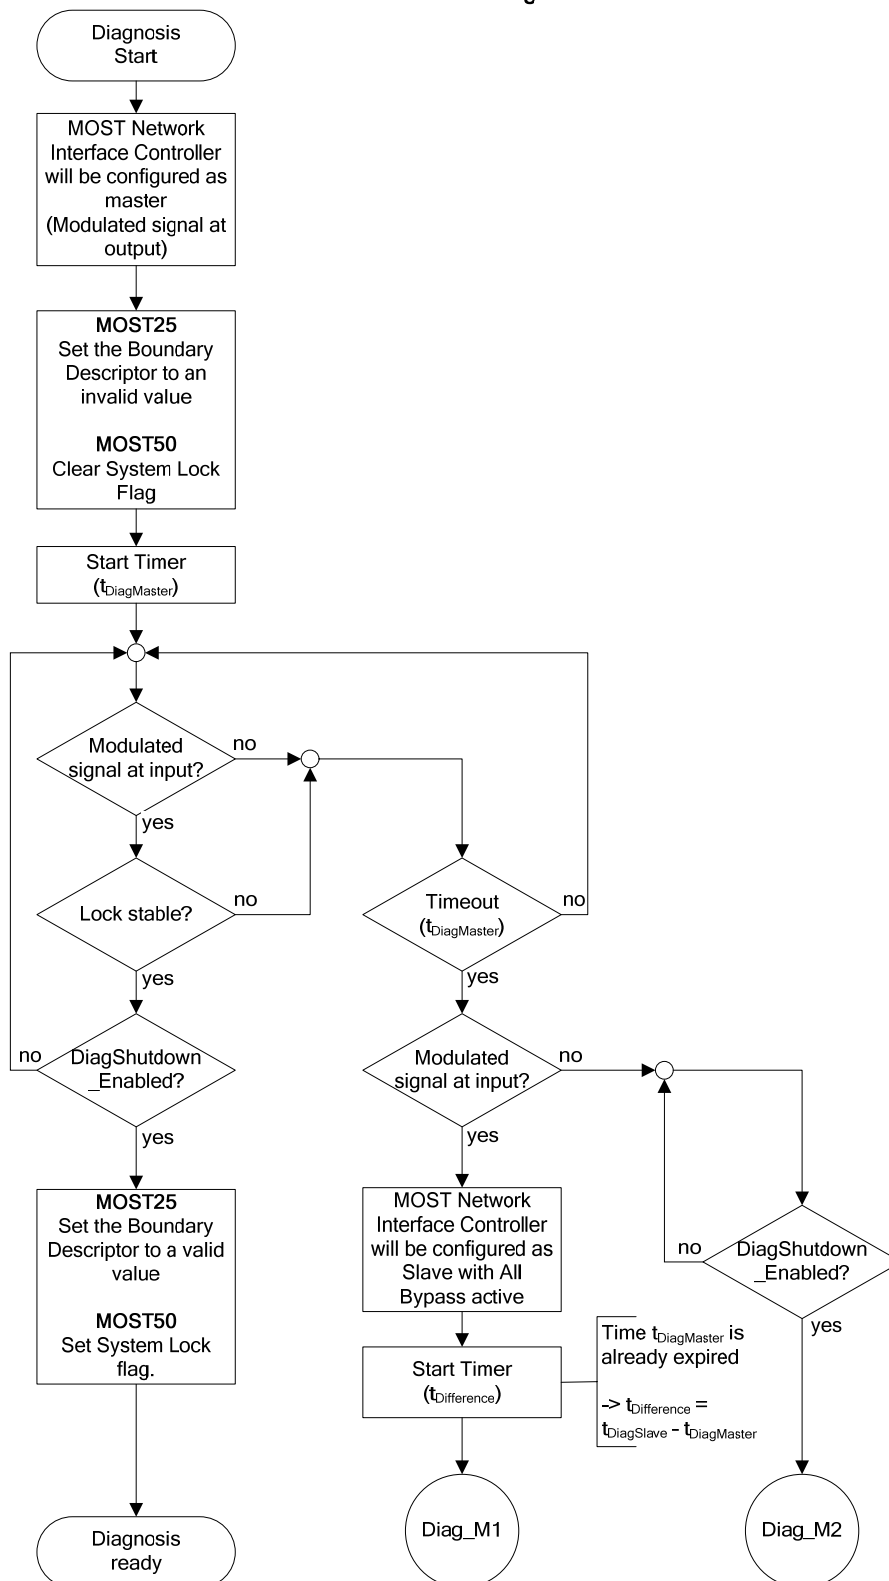 Diagnosis
Start
MOST Network
Interface Controller
will be configured as
master
(Modulated signal at
output)
MOST25
Set the Boundary
Descriptor to an
invalid value
MOST50
Clear System Lock
Flag
Start Timer
(tDiagMaster)
Modulated
signal at input?
no
yes
Lock stable?
no
yes
Timeout
(tDiagMaster)
no
yes
DiagShutdown
_Enabled?
no
yes
Modulated
signal at input?
no
yes
MOST25
Set the Boundary
Descriptor to a valid
value
MOST50
Set System Lock
flag.
MOST Network
Interface Controller
will be configured as
Slave with All
Bypass active
DiagShutdown
_Enabled?
no
yes
Start Timer
(tDifference)
Time tDiagMaster is
already expired
-> tDifference =
tDiagSlave - tDiagMaster
Diagnosis
ready
Diag_M1
Diag_M2